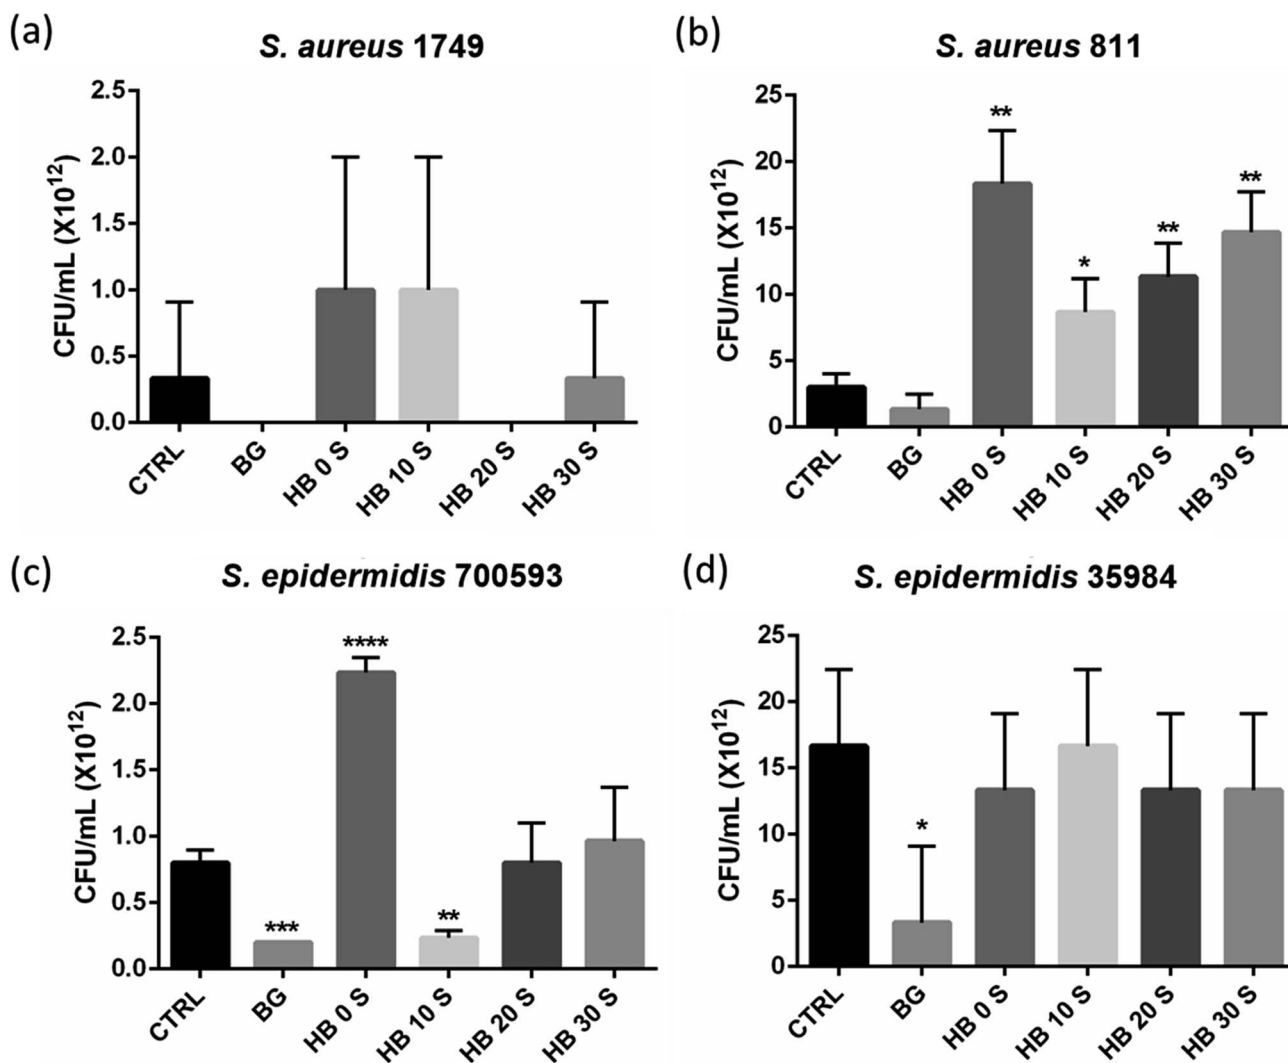 (a)
S. aureus 1749
CFU/mL (X10¹²)
2.5
2.0
1.5
1.0
0.5
0.0
CTRL
BG
HB 0 S
HB 10 S
HB 20 S
HB 30 S
(b)
S. aureus 811
CFU/mL (X10¹²)
25
20
15
10
5
0
**
*
**
**
CTRL
BG
HB 0 S
HB 10 S
HB 20 S
HB 30 S
(c)
S. epidermidis 700593
CFU/mL (X10¹²)
2.5
2.0
1.5
1.0
0.5
0.0
***
****
**
CTRL
BG
HB 0 S
HB 10 S
HB 20 S
HB 30 S
(d)
S. epidermidis 35984
CFU/mL (X10¹²)
25
20
15
10
5
0
*
CTRL
BG
HB 0 S
HB 10 S
HB 20 S
HB 30 S